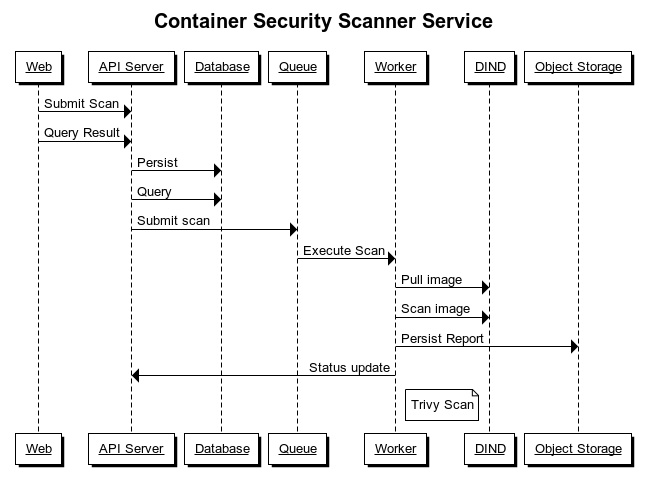 Container Security Scanner Service
Web API Server Database Queue Worker DIND Object Storage
Submit Scan
Query Result
Persist
Query
Submit scan
Execute Scan
Pull image
Scan image
Persist Report
Status update
Trivy Scan
Web API Server Database Queue Worker DIND Object Storage